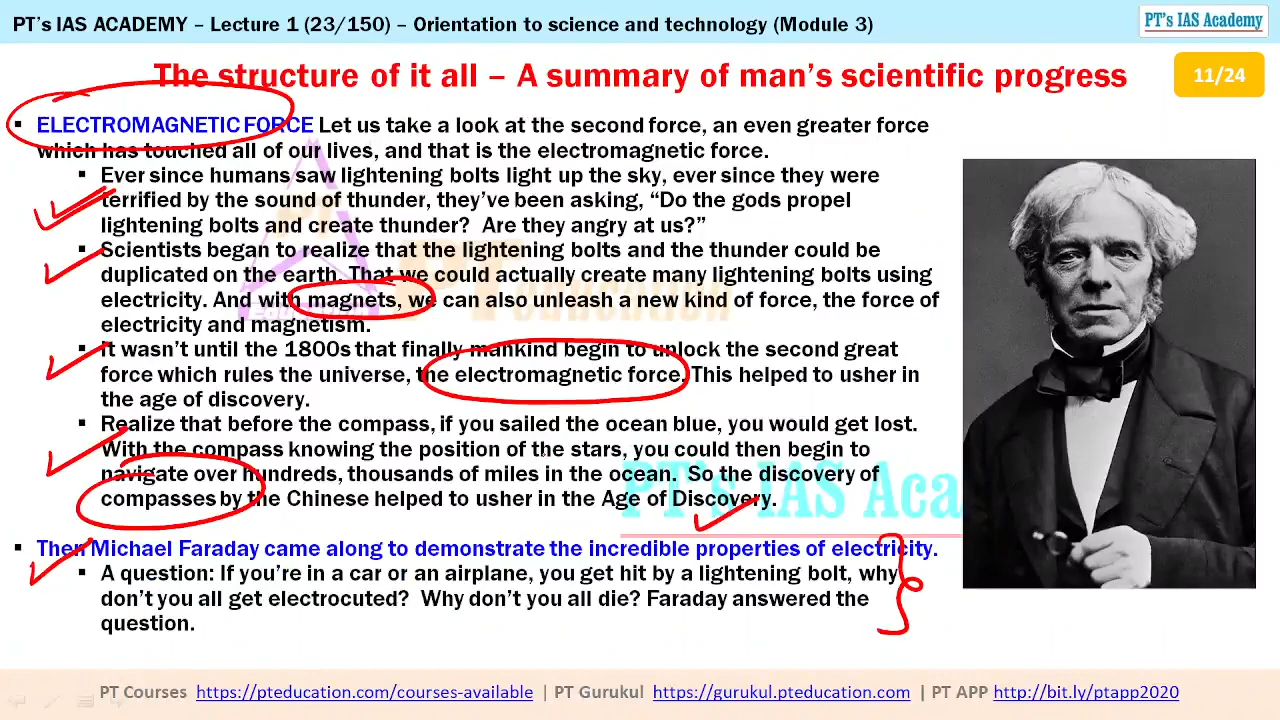 PT's IAS ACADEMY – Lecture 1 (23/150) – Orientation to science and technology (Module 3)
PT's IAS Academy
The structure of it all – A summary of man's scientific progress
11/24
▪ ELECTROMAGNETIC FORCE Let us take a look at the second force, an even greater force
which has touched all of our lives, and that is the electromagnetic force.
▪ Ever since humans saw lightening bolts light up the sky, ever since they were
terrified by the sound of thunder, they've been asking, “Do the gods propel
lightening bolts and create thunder? Are they angry at us?”
▪ Scientists began to realize that the lightening bolts and the thunder could be
duplicated on the earth. That we could actually create many lightening bolts using
electricity. And with magnets, we can also unleash a new kind of force, the force of
electricity and magnetism.
▪ It wasn't until the 1800s that finally mankind begin to unlock the second great
force which rules the universe, the electromagnetic force. This helped to usher in
the age of discovery.
▪ Realize that before the compass, if you sailed the ocean blue, you would get lost.
With the compass knowing the position of the stars, you could then begin to
navigate over hundreds, thousands of miles in the ocean. So the discovery of
compasses by the Chinese helped to usher in the Age of Discovery.
▪ Then Michael Faraday came along to demonstrate the incredible properties of electricity.
▪ A question: If you're in a car or an airplane, you get hit by a lightening bolt, why
don't you all get electrocuted? Why don't you all die? Faraday answered the
question.
PT education
PT's IAS Aca
PT Courses https://pteducation.com/courses-available | PT Gurukul https://gurukul.pteducation.com | PT APP http://bit.ly/ptapp2020